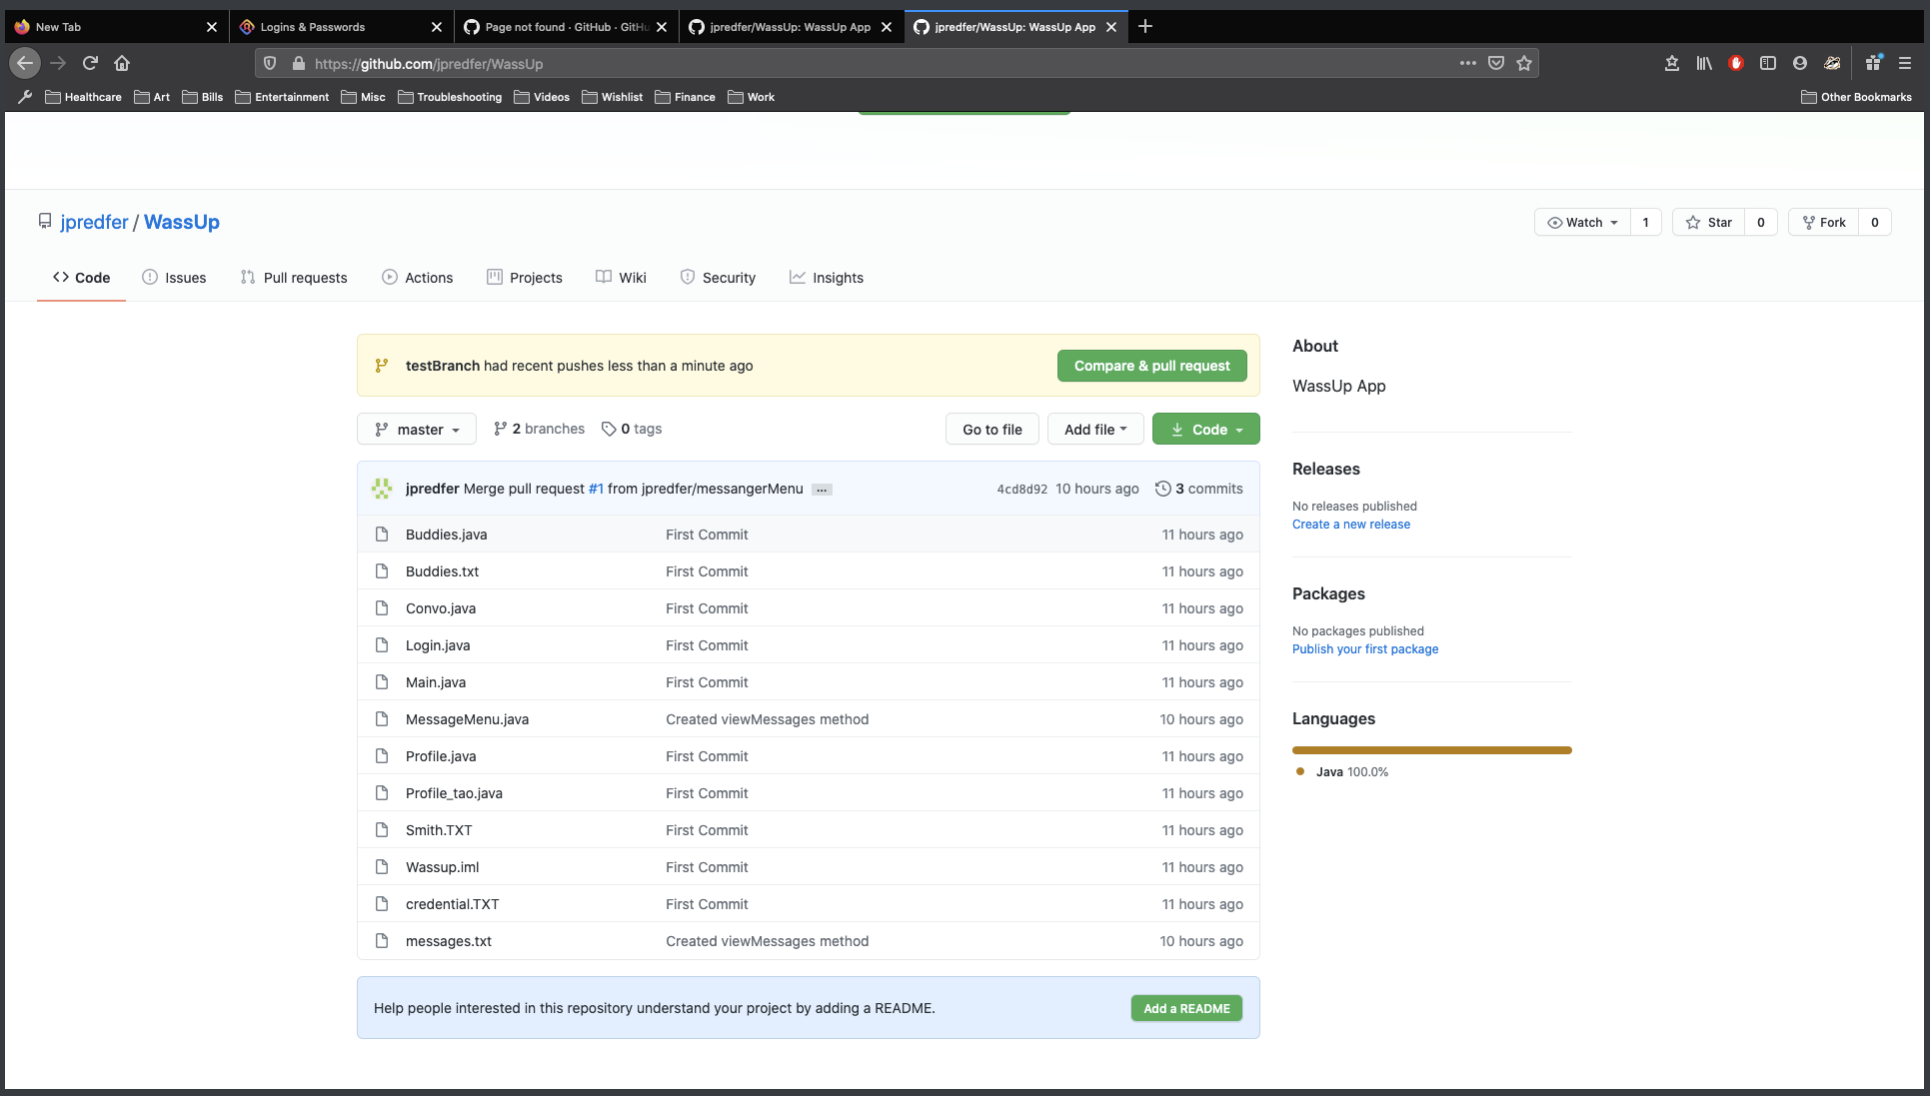 New Tab
Logins & Passwords
Page not found · GitHub · GitHu
jpredfer/WassUp: WassUp App
jpredfer/WassUp: WassUp App
https://github.com/jpredfer/WassUp
Healthcare
Art
Bills
Entertainment
Misc
Troubleshooting
Videos
Wishlist
Finance
Work
Other Bookmarks
jpredfer / WassUp
Watch 1
Star 0
Fork 0
Code
Issues
Pull requests
Actions
Projects
Wiki
Security
Insights
testBranch had recent pushes less than a minute ago
Compare & pull request
master
2 branches
0 tags
Go to file
Add file
Code
jpredfer Merge pull request #1 from jpredfer/messangerMenu ... 4cd8d92 10 hours ago 3 commits
Buddies.java First Commit 11 hours ago
Buddies.txt First Commit 11 hours ago
Convo.java First Commit 11 hours ago
Login.java First Commit 11 hours ago
Main.java First Commit 11 hours ago
MessageMenu.java Created viewMessages method 10 hours ago
Profile.java First Commit 11 hours ago
Profile_tao.java First Commit 11 hours ago
Smith.TXT First Commit 11 hours ago
Wassup.iml First Commit 11 hours ago
credential.TXT First Commit 11 hours ago
messages.txt Created viewMessages method 10 hours ago
Help people interested in this repository understand your project by adding a README.
Add a README
About
WassUp App
Releases
No releases published
Create a new release
Packages
No packages published
Publish your first package
Languages
Java 100.0%